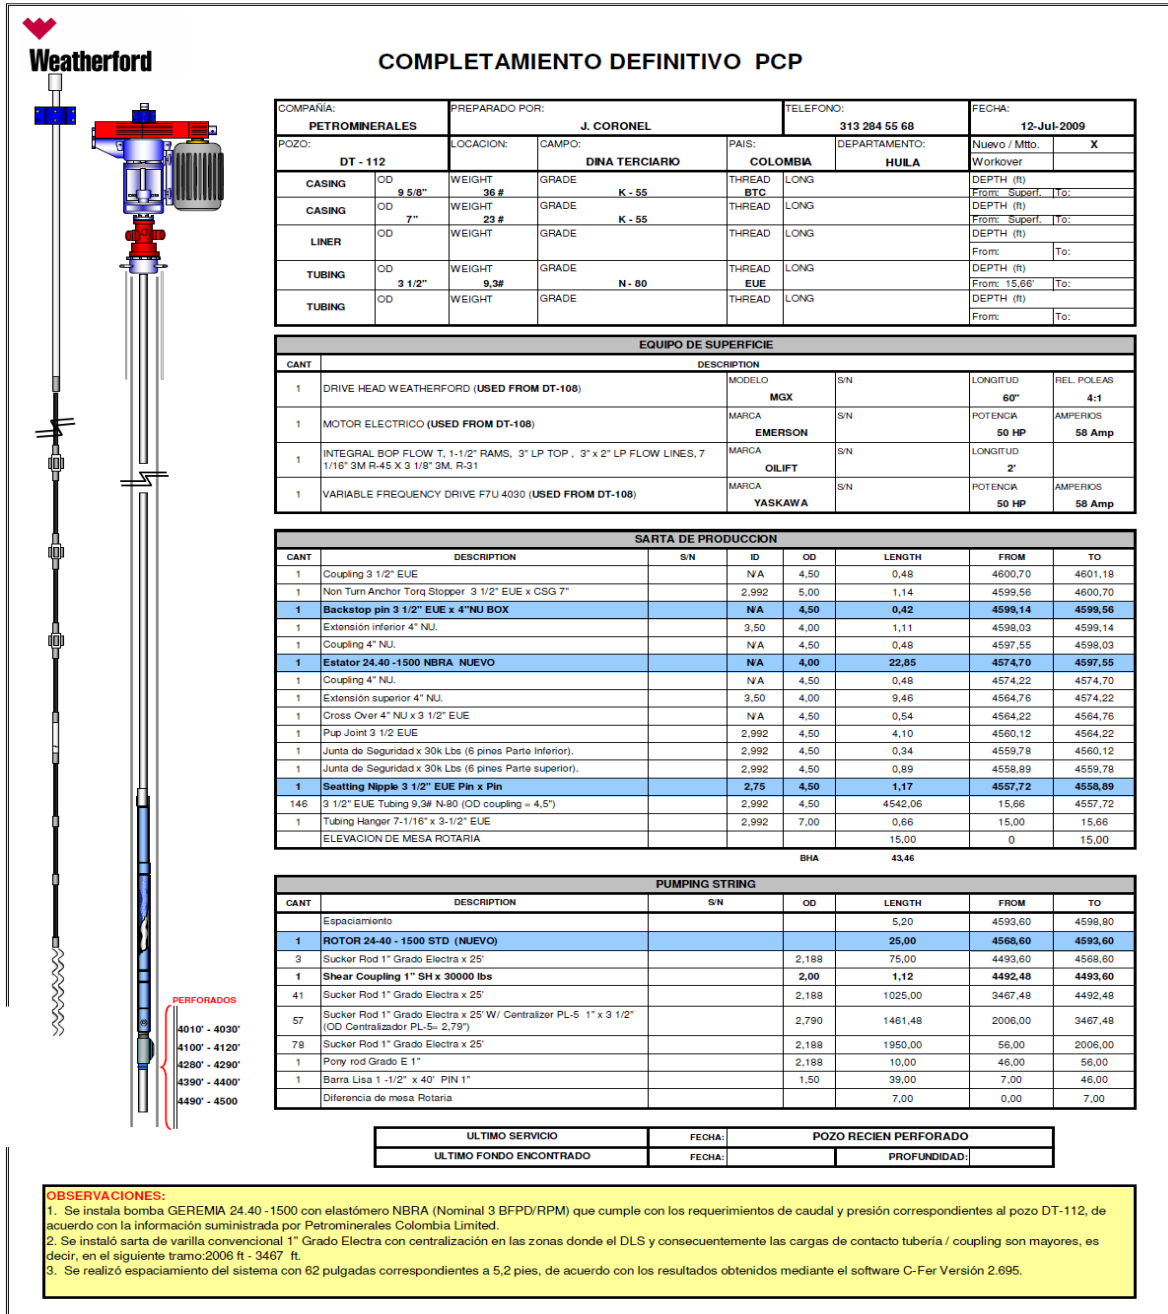 Weatherford
COMPLETAMIENTO DEFINITIVO PCP
COMPAÑÍA: PREPARADO POR: TELEFONO: FECHA:
PETROMINERALES J. CORONEL 313 284 55 68 12-Jul-2009
POZO: LOCACION: CAMPO: PAIS: DEPARTAMENTO: Nuevo / Mtto. X
DT - 112 DINA TERCIARIO COLOMBIA HUILA Workover
CASING OD WEIGHT GRADE THREAD LONG DEPTH (ft)
9 5/8" 36 # K - 55 BTC From: Superf. To:
CASING OD WEIGHT GRADE THREAD LONG DEPTH (ft)
7" 23 # K - 55 From: Superf. To:
LINER OD WEIGHT GRADE THREAD LONG DEPTH (ft)
From: To:
TUBING OD WEIGHT GRADE THREAD LONG DEPTH (ft)
3 1/2" 9,3# N - 80 EUE From: 15,66' To:
TUBING OD WEIGHT GRADE THREAD LONG DEPTH (ft)
From: To:
EQUIPO DE SUPERFICIE
CANT DESCRIPTION
1 DRIVE HEAD WEATHERFORD (USED FROM DT-108) MODELO S/N LONGITUD REL. POLEAS
MGX 60" 4:1
1 MOTOR ELECTRICO (USED FROM DT-108) MARCA S/N POTENCIA AMPERIOS
EMERSON 50 HP 58 Amp
1 INTEGRAL BOP FLOW T, 1-1/2" RAMS, 3" LP TOP , 3" x 2" LP FLOW LINES, 7 MARCA S/N LONGITUD
1/16" 3M R-45 X 3 1/8" 3M. R-31 OILIFT 2'
1 VARIABLE FREQUENCY DRIVE F7U 4030 (USED FROM DT-108) MARCA S/N POTENCIA AMPERIOS
YASKAWA 50 HP 58 Amp
SARTA DE PRODUCCION
CANT DESCRIPTION S/N ID OD LENGTH FROM TO
1 Coupling 3 1/2" EUE N/A 4,50 0,48 4600,70 4601,18
1 Non Turn Anchor Torq Stopper 3 1/2" EUE x CSG 7" 2,992 5,00 1,14 4599,56 4600,70
1 Backstop pin 3 1/2" EUE x 4"NU BOX N/A 4,50 0,42 4599,14 4599,56
1 Extensión inferior 4" NU. 3,50 4,00 1,11 4598,03 4599,14
1 Coupling 4" NU. N/A 4,50 0,48 4597,55 4598,03
1 Estator 24.40 -1500 NBRA NUEVO N/A 4,00 22,85 4574,70 4597,55
1 Coupling 4" NU. N/A 4,50 0,48 4574,22 4574,70
1 Extensión superior 4" NU. 3,50 4,00 9,46 4564,76 4574,22
1 Cross Over 4" NU x 3 1/2" EUE N/A 4,50 0,54 4564,22 4564,76
1 Pup Joint 3 1/2 EUE 2,992 4,50 4,10 4560,12 4564,22
1 Junta de Seguridad x 30k Lbs (6 pines Parte Inferior). 2,992 4,50 0,34 4559,78 4560,12
1 Junta de Seguridad x 30k Lbs (6 pines Parte superior). 2,992 4,50 0,89 4558,89 4559,78
1 Seatting Nipple 3 1/2" EUE Pin x Pin 2,75 4,50 1,17 4557,72 4558,89
146 3 1/2" EUE Tubing 9,3# N-80 (OD coupling = 4,5") 2,992 4,50 4542,06 15,66 4557,72
1 Tubing Hanger 7-1/16" x 3-1/2" EUE 2,992 7,00 0,66 15,00 15,66
ELEVACION DE MESA ROTARIA 15,00 0 15,00
BHA 43,46
PUMPING STRING
CANT DESCRIPTION S/N OD LENGTH FROM TO
Espaciamiento 5,20 4593,60 4598,80
1 ROTOR 24-40 - 1500 STD (NUEVO) 25,00 4568,60 4593,60
3 Sucker Rod 1" Grado Electra x 25' 2,188 75,00 4493,60 4568,60
1 Shear Coupling 1" SH x 30000 lbs 2,00 1,12 4492,48 4493,60
41 Sucker Rod 1" Grado Electra x 25' 2,188 1025,00 3467,48 4492,48
57 Sucker Rod 1" Grado Electra x 25' W/ Centralizer PL-5 1" x 3 1/2" 2,790 1461,48 2006,00 3467,48
(OD Centralizador PL-5= 2,79")
78 Sucker Rod 1" Grado Electra x 25' 2,188 1950,00 56,00 2006,00
1 Pony rod Grado E 1" 2,188 10,00 46,00 56,00
1 Barra Lisa 1 -1/2" x 40' PIN 1" 1,50 39,00 7,00 46,00
Diferencia de mesa Rotaria 7,00 0,00 7,00
PERFORADOS
4010' - 4030'
4100' - 4120'
4280' - 4290'
4390' - 4400'
4490' - 4500
ULTIMO SERVICIO FECHA: POZO RECIEN PERFORADO
ULTIMO FONDO ENCONTRADO FECHA: PROFUNDIDAD:
OBSERVACIONES:
1. Se instala bomba GEREMIA 24.40 -1500 con elastómero NBRA (Nominal 3 BFPD/RPM) que cumple con los requerimientos de caudal y presión correspondientes al pozo DT-112, de
acuerdo con la información suministrada por Petrominerales Colombia Limited.
2. Se instaló sarta de varilla convencional 1" Grado Electra con centralización en las zonas donde el DLS y consecuentemente las cargas de contacto tubería / coupling son mayores, es
decir, en el siguiente tramo:2006 ft - 3467 ft.
3. Se realizó espaciamiento del sistema con 62 pulgadas correspondientes a 5,2 pies, de acuerdo con los resultados obtenidos mediante el software C-Fer Versión 2.695.